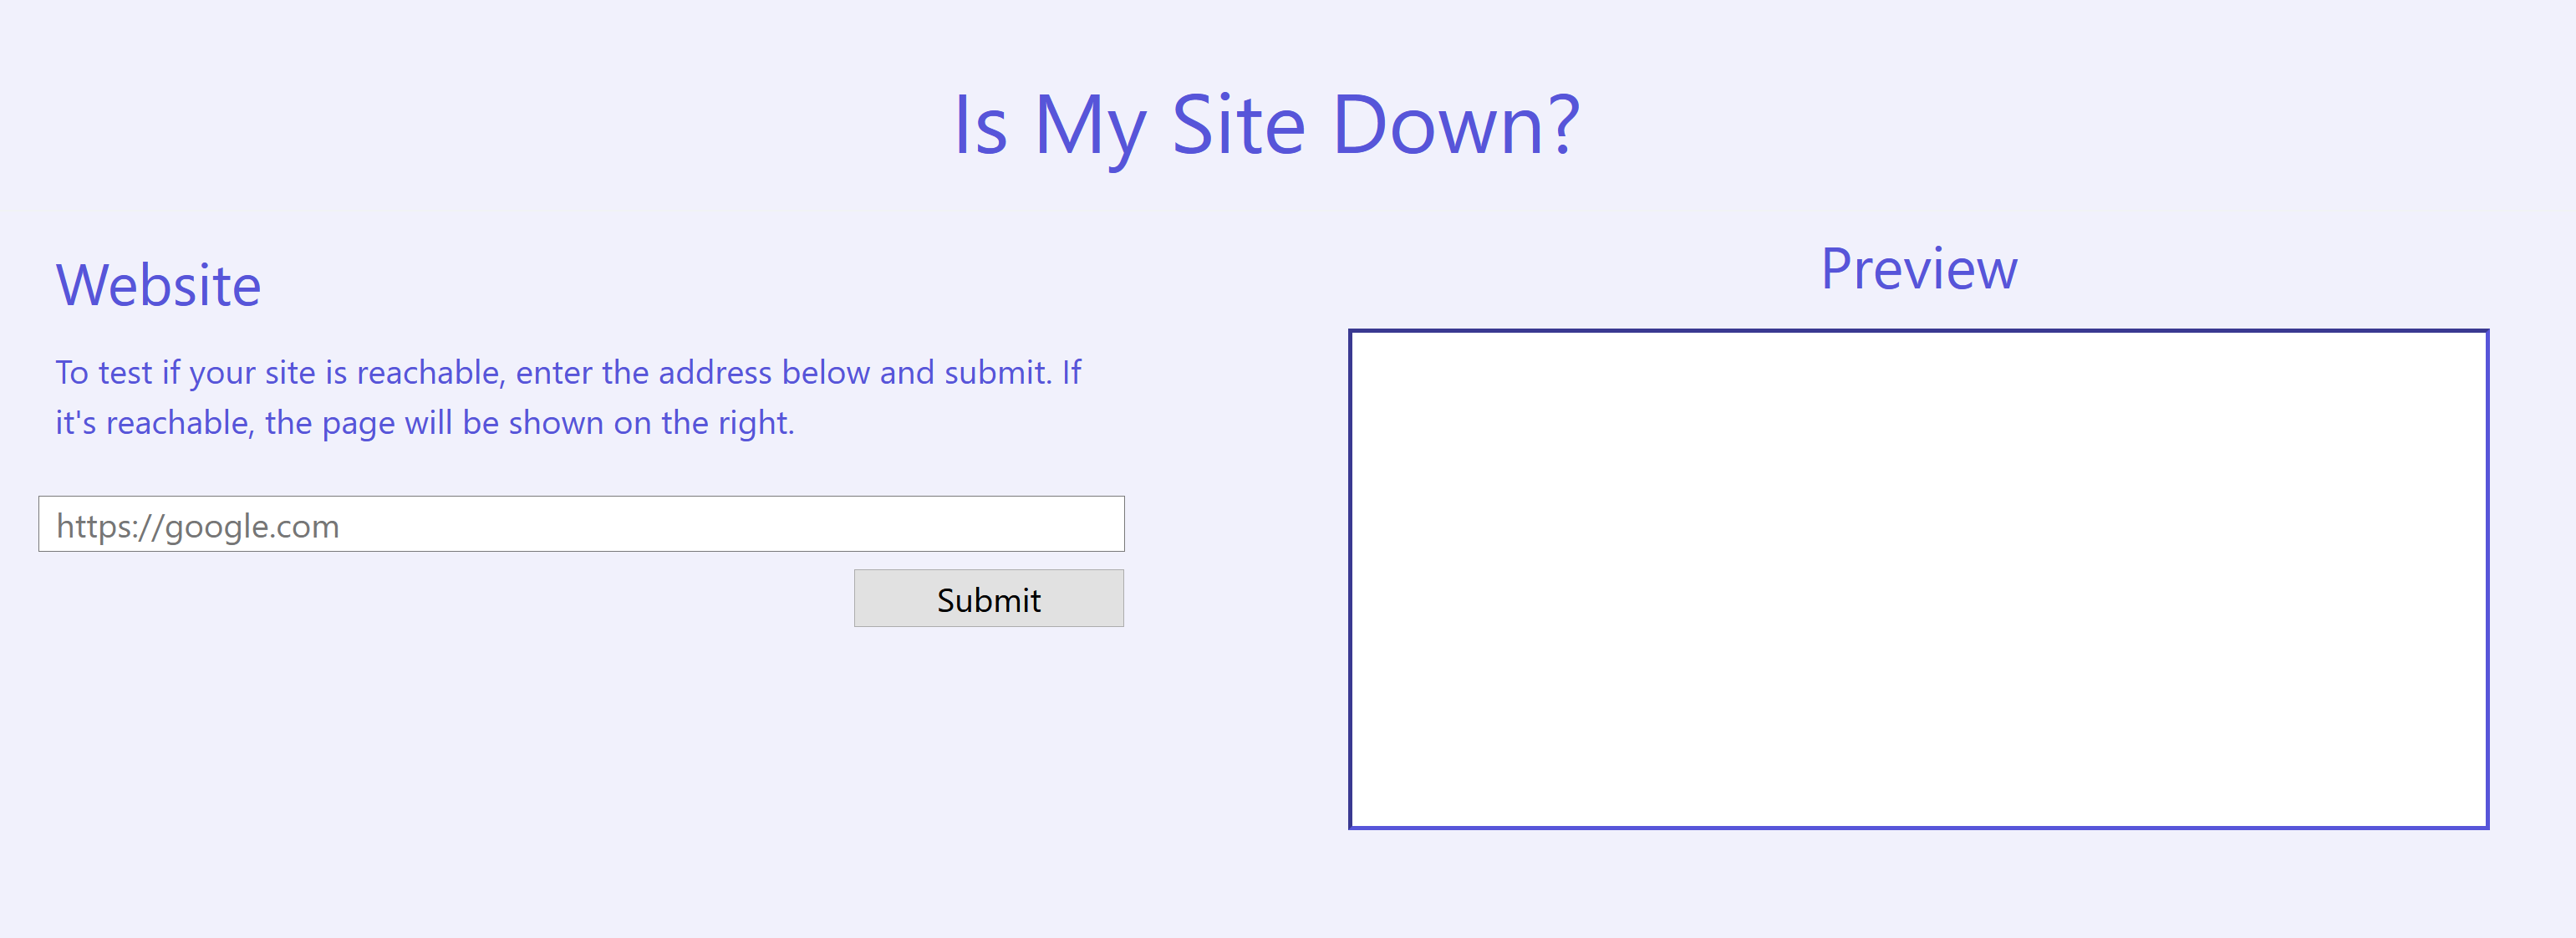 Is My Site Down?
Website
To test if your site is reachable, enter the address below and submit. If
it's reachable, the page will be shown on the right.
https://google.com
Submit
Preview